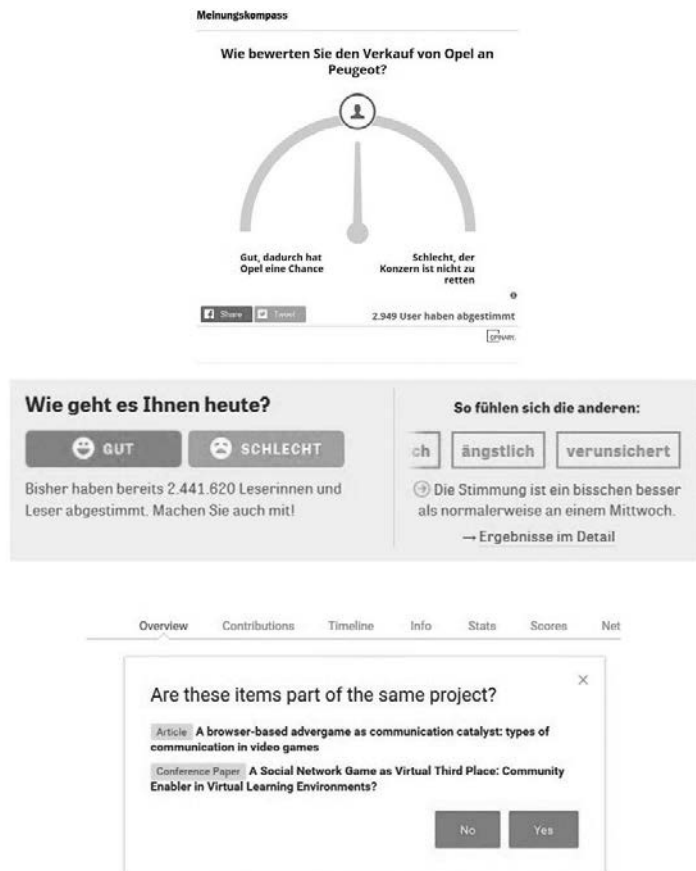 Meinungskompass
Wie bewerten Sie den Verkauf von Opel an
Peugeot?
Gut, dadurch hat
Opel eine Chance
Schlecht, der
Konzern ist nicht zu
retten
Share Tweet
2.949 User haben abgestimmt
OPINARY.
Wie geht es Ihnen heute?
GUT SCHLECHT
Bisher haben bereits 2.441.620 Leserinnen und
Leser abgestimmt. Machen Sie auch mit!
So fühlen sich die anderen:
ch ängstlich verunsichert
Die Stimmung ist ein bisschen besser
als normalerweise an einem Mittwoch.
→ Ergebnisse im Detail
Overview Contributions Timeline Info Stats Scores Net
Are these items part of the same project?
×
Article A browser-based advergame as communication catalyst: types of
communication in video games
Conference Paper A Social Network Game as Virtual Third Place: Community
Enabler in Virtual Learning Environments?
No Yes